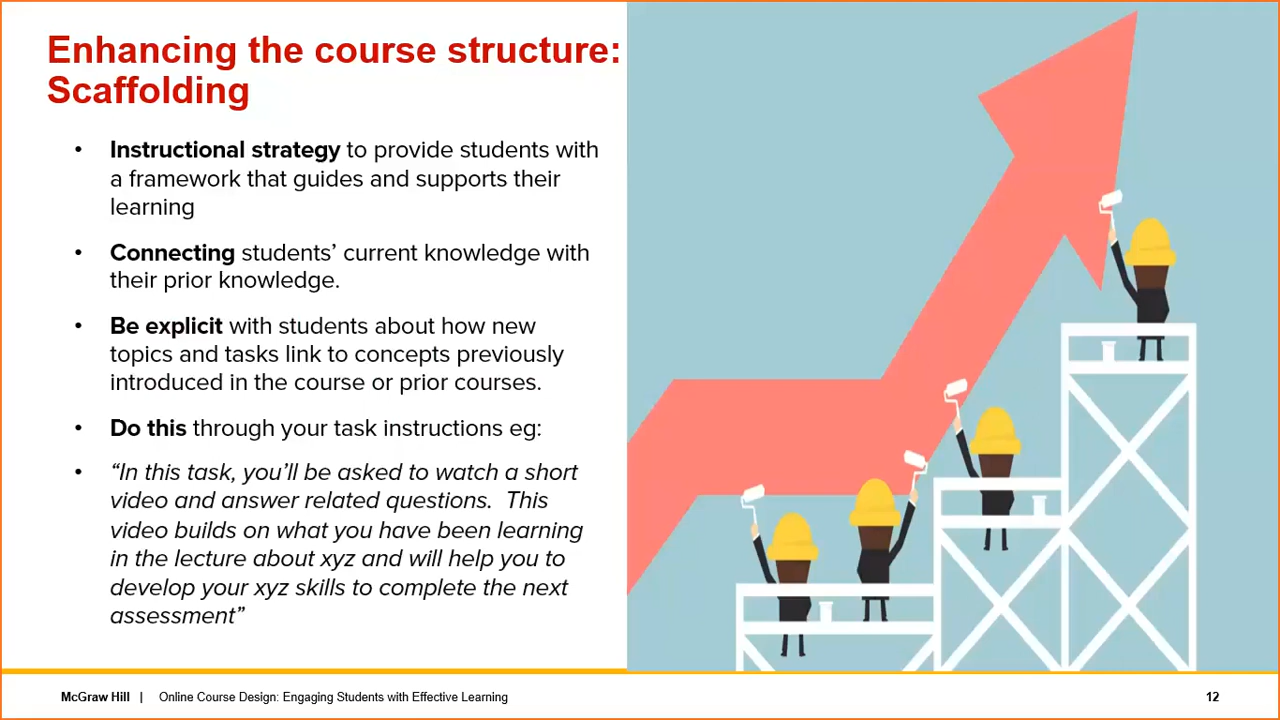 Enhancing the course structure:
Scaffolding
• Instructional strategy to provide students with
a framework that guides and supports their
learning
• Connecting students’ current knowledge with
their prior knowledge.
• Be explicit with students about how new
topics and tasks link to concepts previously
introduced in the course or prior courses.
• Do this through your task instructions eg:
• “In this task, you’ll be asked to watch a short
video and answer related questions.  This
video builds on what you have been learning
in the lecture about xyz and will help you to
develop your xyz skills to complete the next
assessment”
McGraw Hill | Online Course Design: Engaging Students with Effective Learning 12